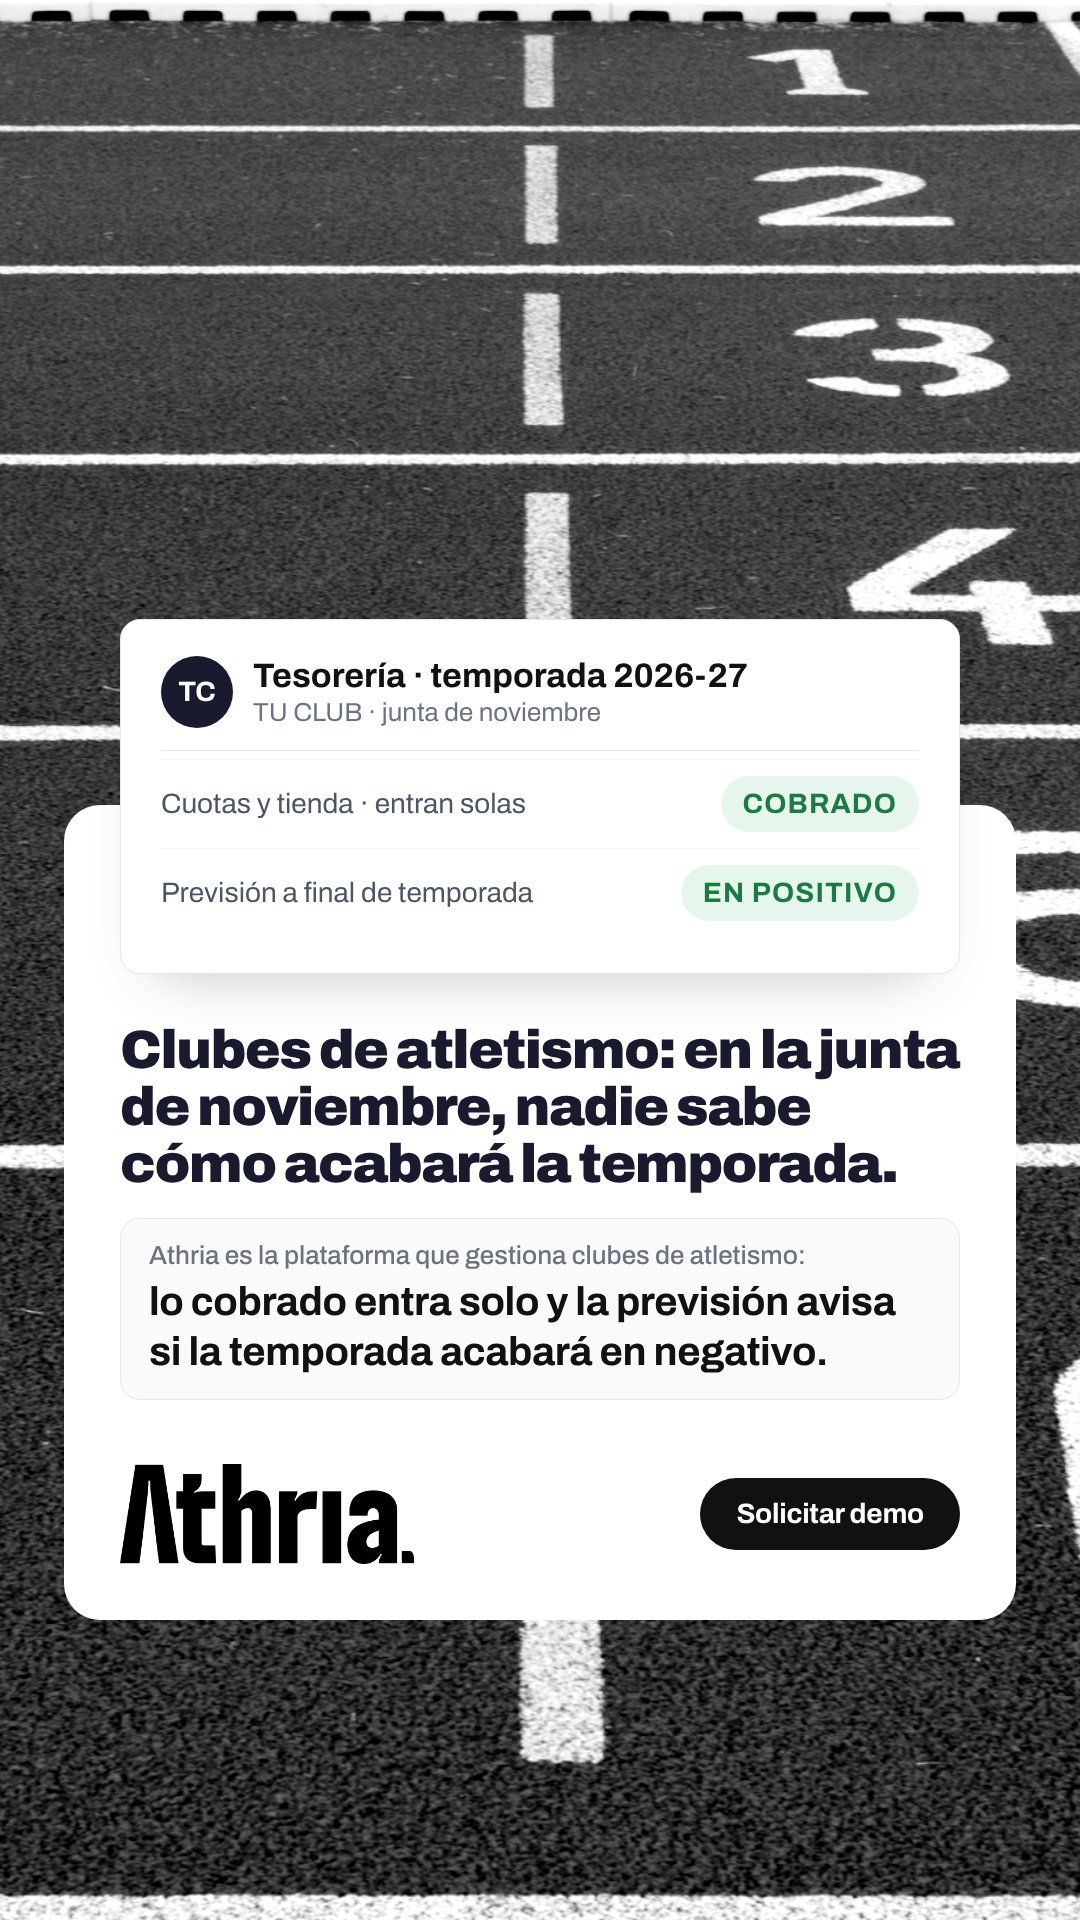 1
2
3
4
TC
Tesorería · temporada 2026-27
TU CLUB · junta de noviembre
Cuotas y tienda · entran solas
COBRADO
Previsión a final de temporada
EN POSITIVO
Clubes de atletismo: en la junta
de noviembre, nadie sabe
cómo acabará la temporada.
Athria es la plataforma que gestiona clubes de atletismo:
lo cobrado entra solo y la previsión avisa
si la temporada acabará en negativo.
Athria.
Solicitar demo